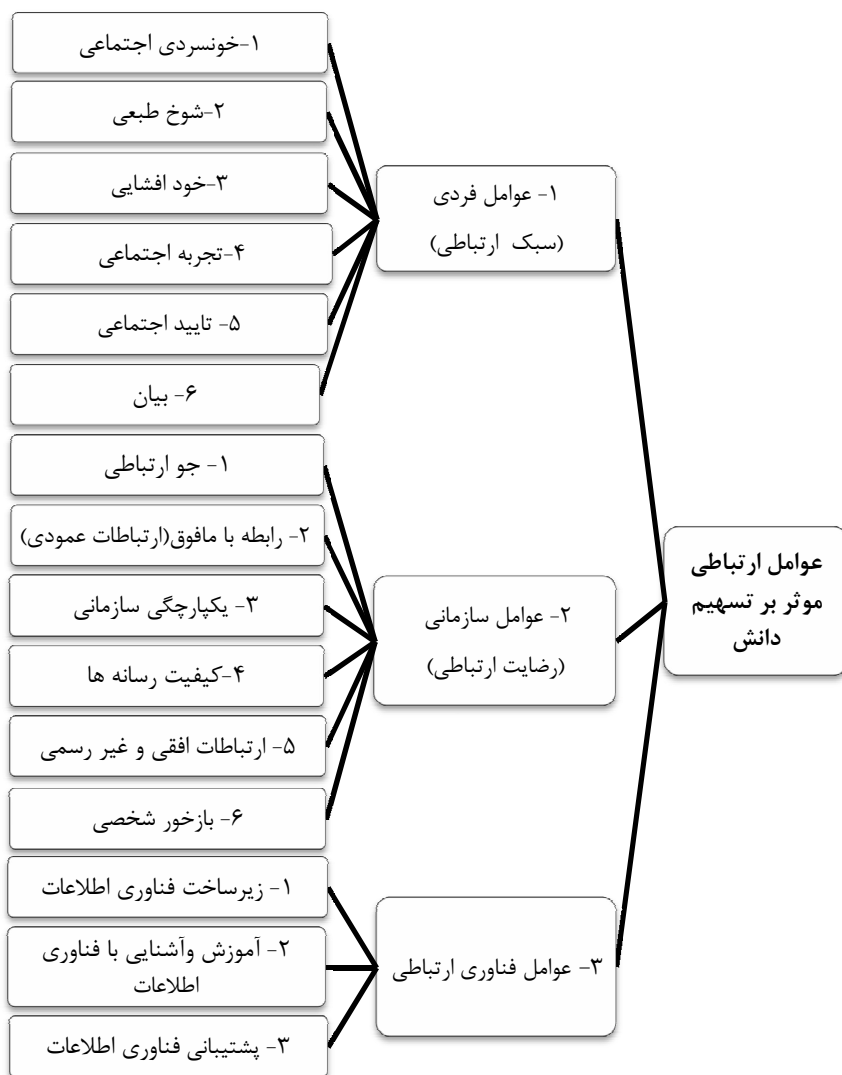 عوامل ارتباطی
موثر بر تسهیم
دانش
۱- عوامل فردی
(سبک ارتباطی)
۱-خونسردی اجتماعی
۲-شوخ طبعی
۳-خود افشایی
۴-تجربه اجتماعی
۵- تایید اجتماعی
۶- بیان
۲- عوامل سازمانی
(رضایت ارتباطی)
۱- جو ارتباطی
۲- رابطه با مافوق(ارتباطات عمودی)
۳- یکپارچگی سازمانی
۴-کیفیت رسانه ها
۵- ارتباطات افقی و غیر رسمی
۶- بازخور شخصی
۳- عوامل فناوری ارتباطی
۱- زیرساخت فناوری اطلاعات
۲- آموزش وآشنایی با فناوری
اطلاعات
۳- پشتیبانی فناوری اطلاعات